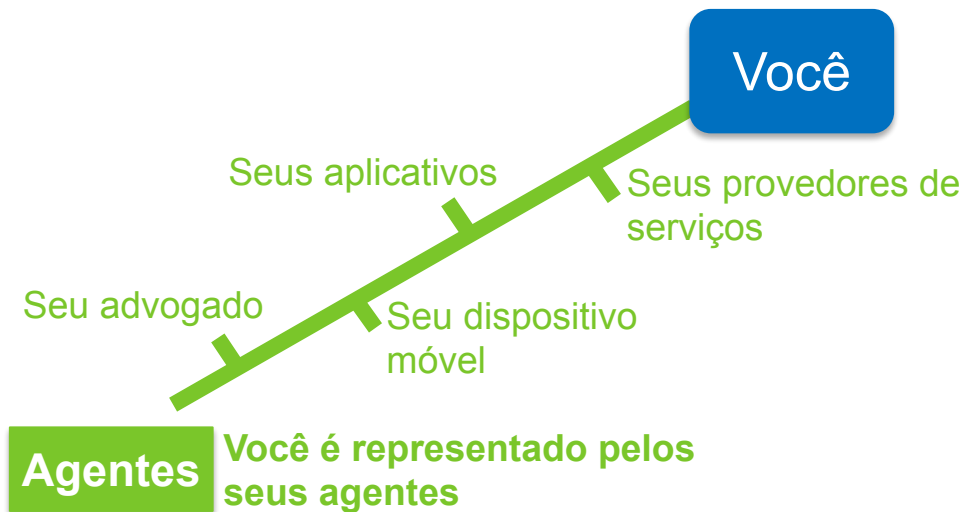 Você
Seus aplicativos
Seus provedores de
serviços
Seu advogado
Seu dispositivo
móvel
Agentes
Você é representado pelos
seus agentes